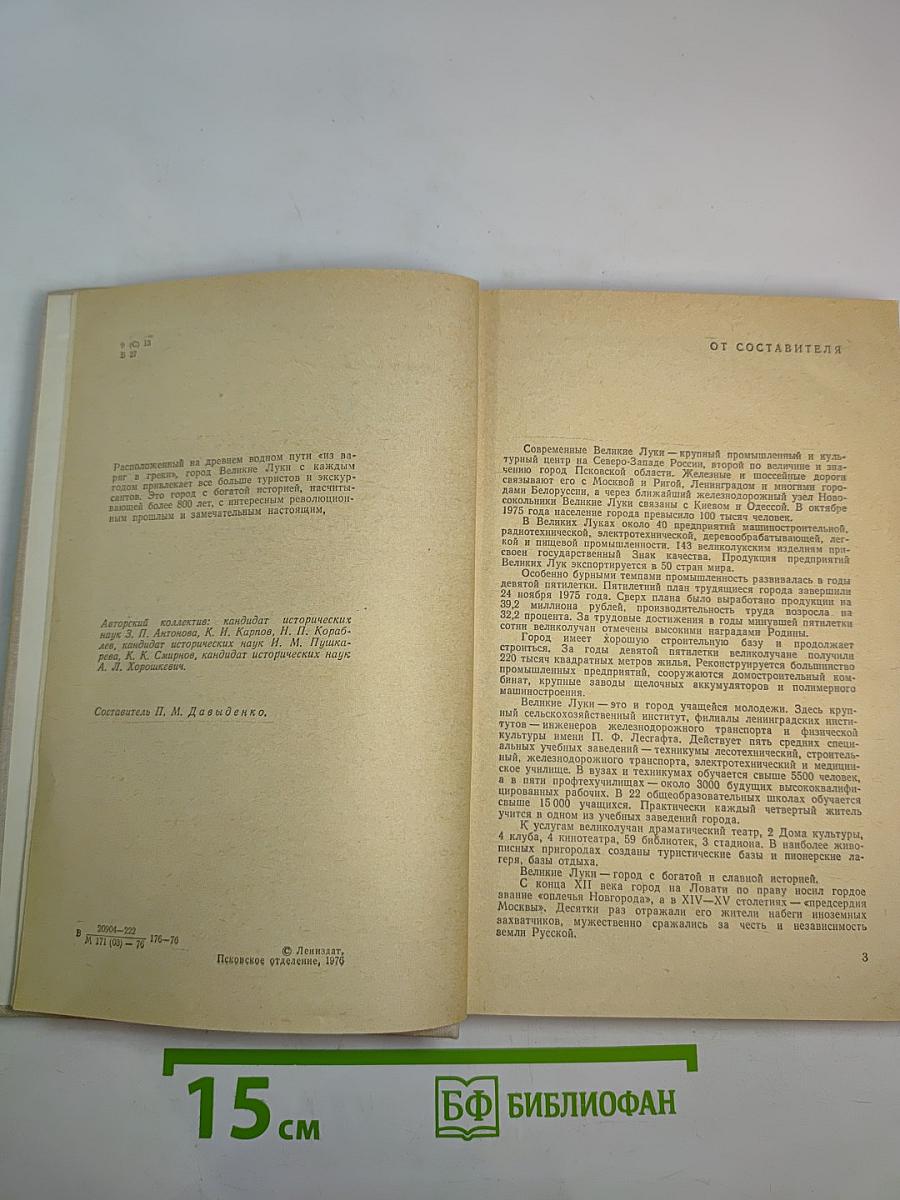 9 (С) 13
В 27
Расположенный на древнем водном пути «из ва-
ряг в греки», город Великие Луки с каждым
годом привлекает все больше туристов и экскур-
сантов. Это город с богатой историей, насчиты-
вающей более 800 лет, с интересным революцион-
ным прошлым и замечательным настоящим,
Авторский коллектив: кандидат исторических
наук З. П. Антонова, К. И. Карпов, Н. П. Кораб-
лев, кандидат исторических наук И. М. Пушка-
рева, К. К. Смирнов, кандидат исторических наук
А. Л. Хорошкевич.
Составитель П. М. Давыденко.
В 20904—222
М 171 (03) — 76 176—76
© Лениздат,
Псковское отделение, 1976
ОТ СОСТАВИТЕЛЯ
Современные Великие Луки — крупный промышленный и куль-
турный центр на Северо-Западе России, второй по величине и зна-
чению город Псковской области. Железные и шоссейные дороги
связывают его с Москвой и Ригой, Ленинградом и многими горо-
дами Белоруссии, а через ближайший железнодорожный узел Ново-
сокольники Великие Луки связаны с Киевом и Одессой. В октябре
1975 года население города превысило 100 тысяч человек.
В Великих Луках около 40 предприятий машиностроительной,
радиотехнической, электротехнической, деревообрабатывающей, лег-
кой и пищевой промышленности. 143 великолукским изделиям при-
своен государственный Знак качества. Продукция предприятий
Великих Лук экспортируется в 50 стран мира.
Особенно бурными темпами промышленность развивалась в годы
девятой пятилетки. Пятилетний план трудящиеся города завершили
24 ноября 1975 года. Сверх плана было выработано продукции на
39,2 миллиона рублей, производительность труда возросла на
32,2 процента. За трудовые достижения в годы минувшей пятилетки
сотни великолучан отмечены высокими наградами Родины.
Город имеет хорошую строительную базу и продолжает
строиться. За годы девятой пятилетки великолучане получили
220 тысяч квадратных метров жилья. Реконструируется большинство
промышленных предприятий, сооружаются домостроительный ком-
бинат, крупные заводы щелочных аккумуляторов и полимерного
машиностроения.
Великие Луки — это и город учащейся молодежи. Здесь круп-
ный сельскохозяйственный институт, филиалы ленинградских инсти-
тутов — инженеров железнодорожного транспорта и физической
культуры имени П. Ф. Лесгафта. Действует пять средних специ-
альных учебных заведений — техникумы лесотехнический, строитель-
ный, железнодорожного транспорта, электротехнический и медицин-
ское училище. В вузах и техникумах обучается свыше 5500 человек,
а в пяти профтехучилищах — около 3000 будущих высококвалифи-
цированных рабочих. В 22 общеобразовательных школах обучается
свыше 15 000 учащихся. Практически каждый четвертый житель
учится в одном из учебных заведений города.
К услугам великолучан драматический театр, 2 Дома культуры,
4 клуба, 4 кинотеатра, 59 библиотек, 3 стадиона. В наиболее живо-
писных пригородах созданы туристические базы и пионерские ла-
геря, базы отдыха.
Великие Луки — город с богатой и славной историей.
С конца XII века город на Ловати по праву носил гордое
звание «оплечья Новгорода», а в XIV—XV столетиях — «предсердия
Москвы». Десятки раз отражали его жители набеги иноземных
захватчиков, мужественно сражались за честь и независимость
земли Русской.
3
15 см
БФ БИБЛИОФАН